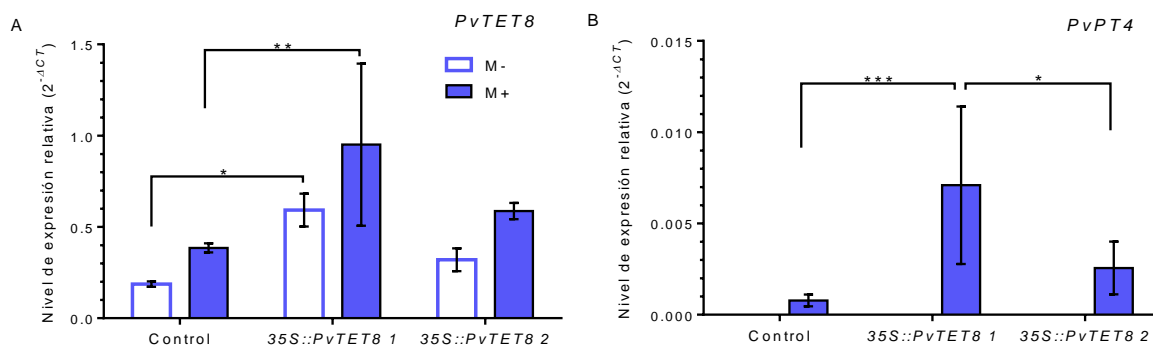 A
PvTET8
Nivel de expresión relativa (2^-ΔCT)
1.5
1.0
0.5
0.0
**
*
M-
M+
Control
35S::PvTET8 1
35S::PvTET8 2
B
PvPT4
Nivel de expresión relativa (2^-ΔCT)
0.015
0.010
0.005
0.000
***
*
Control
35S::PvTET8 1
35S::PvTET8 2